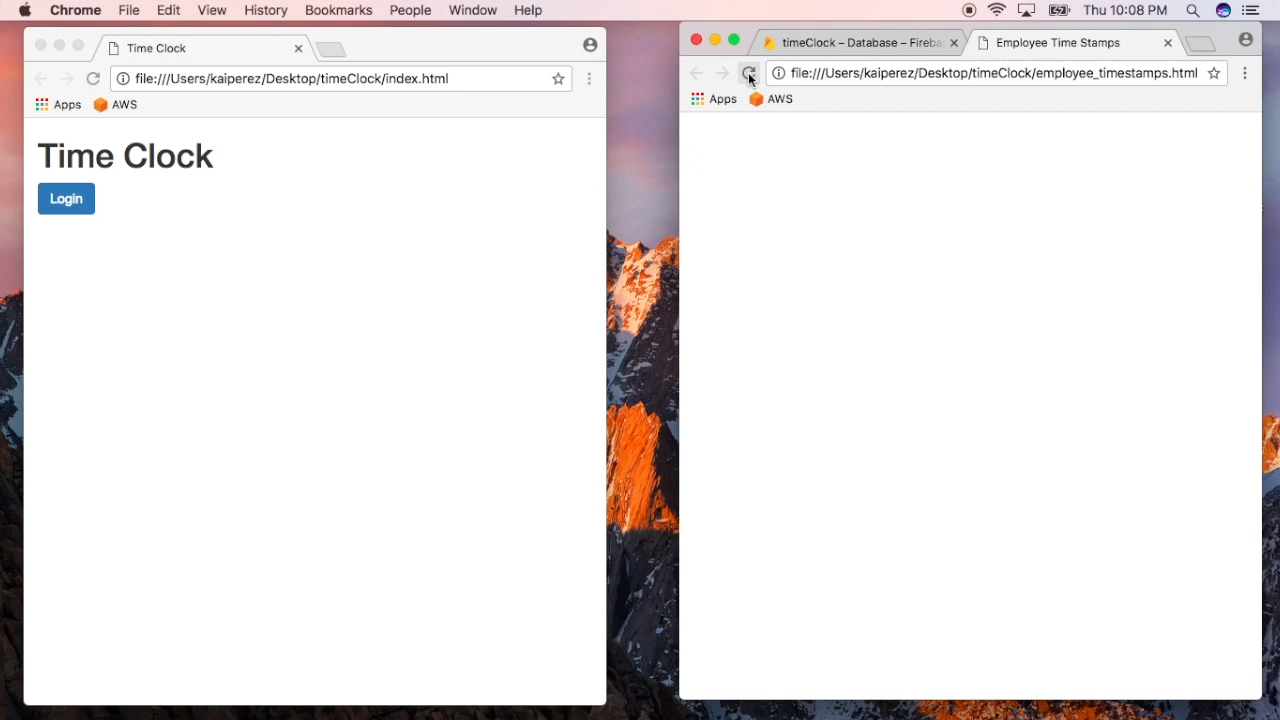 Chrome File Edit View History Bookmarks People Window Help Thu 10:08 PM
Time Clock
file:///Users/kaiperez/Desktop/timeClock/index.html
Apps AWS
Time Clock
Login
timeClock – Database – Fireba
Employee Time Stamps
file:///Users/kaiperez/Desktop/timeClock/employee_timestamps.html
Apps AWS